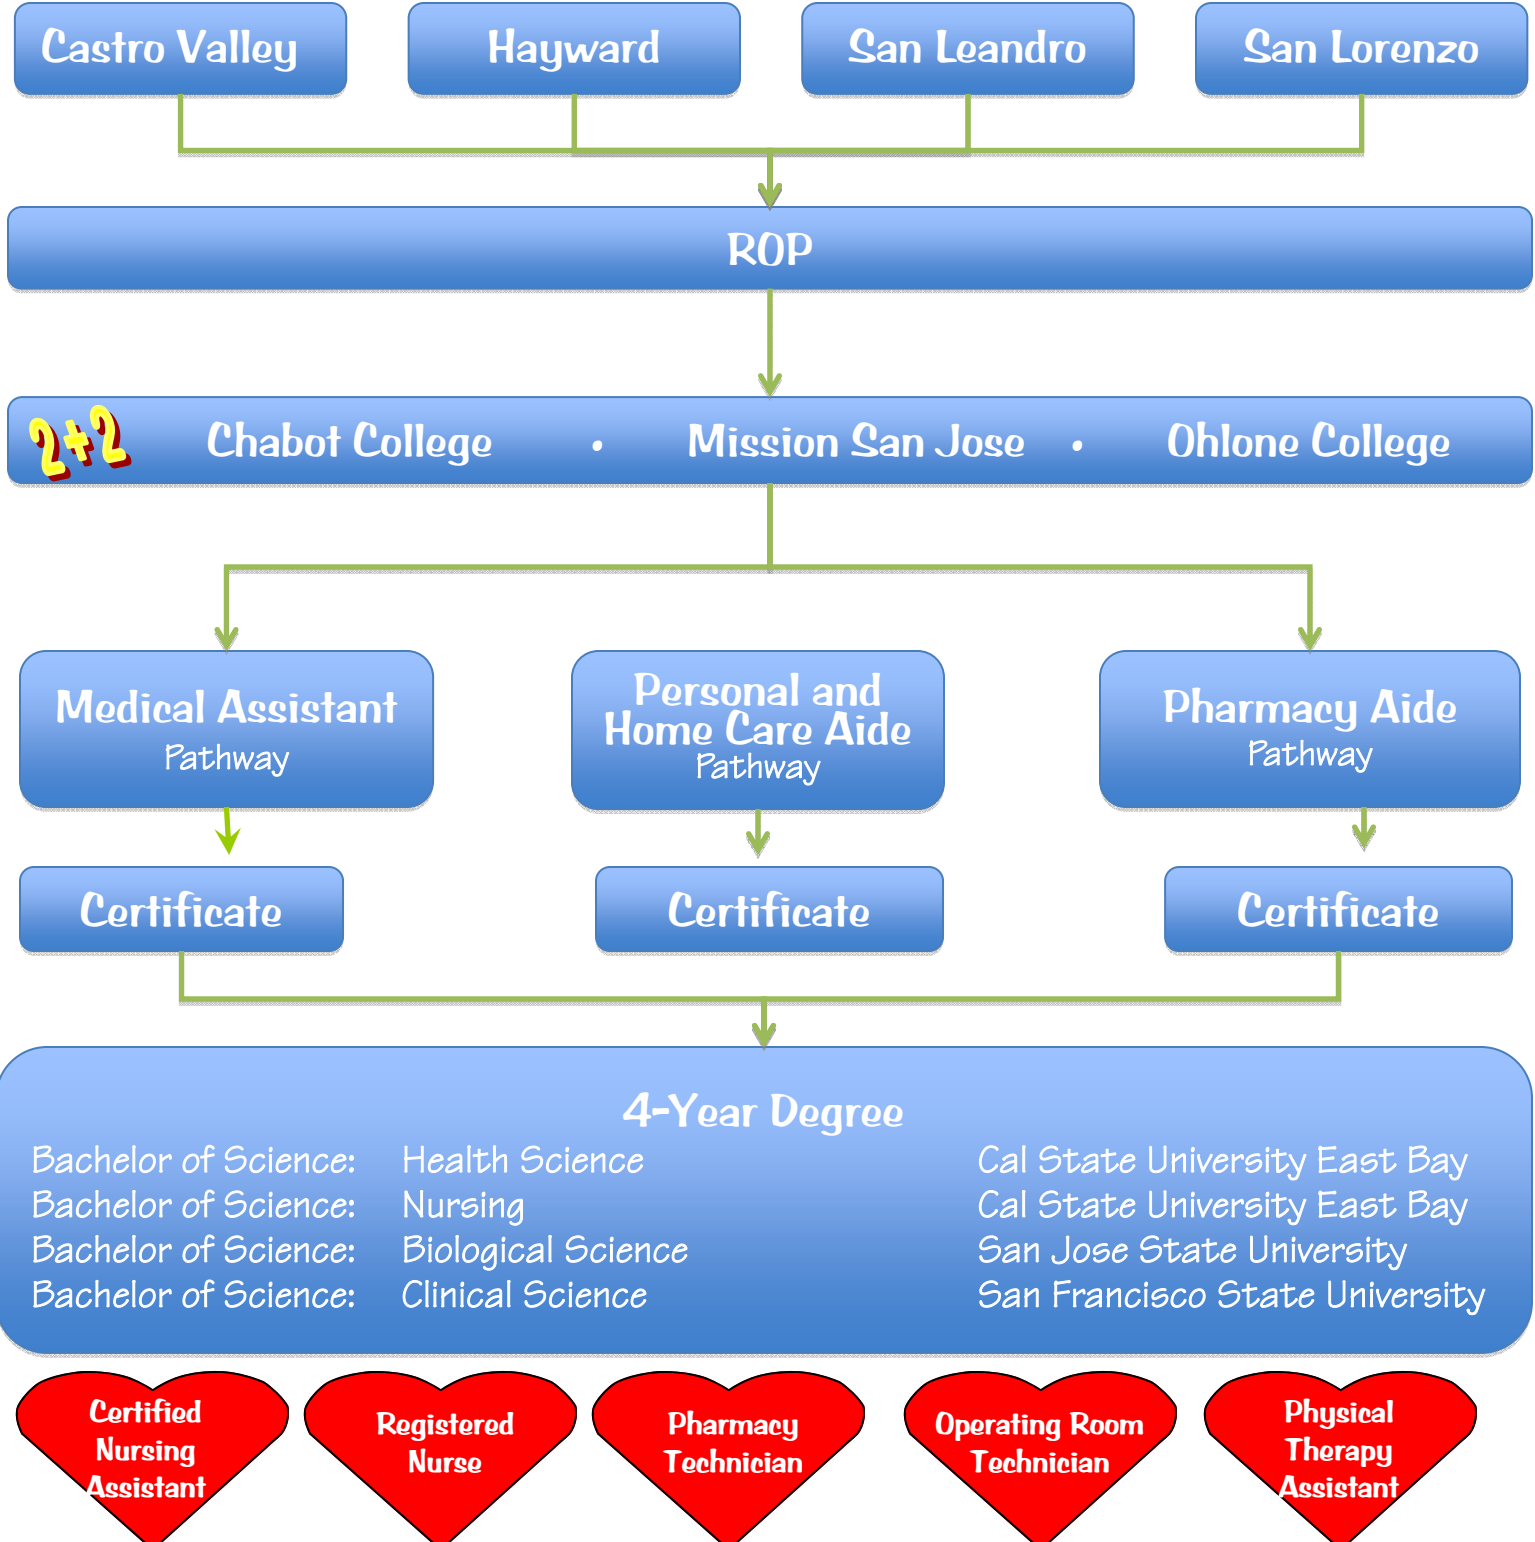 Castro Valley
Hayward
San Leandro
San Lorenzo
ROP
2+2
Chabot College • Mission San Jose • Ohlone College
Medical Assistant
Pathway
Personal and
Home Care Aide
Pathway
Pharmacy Aide
Pathway
Certificate
Certificate
Certificate
4-Year Degree
Bachelor of Science: Health Science Cal State University East Bay
Bachelor of Science: Nursing Cal State University East Bay
Bachelor of Science: Biological Science San Jose State University
Bachelor of Science: Clinical Science San Francisco State University
Certified
Nursing
Assistant
Registered
Nurse
Pharmacy
Technician
Operating Room
Technician
Physical
Therapy
Assistant